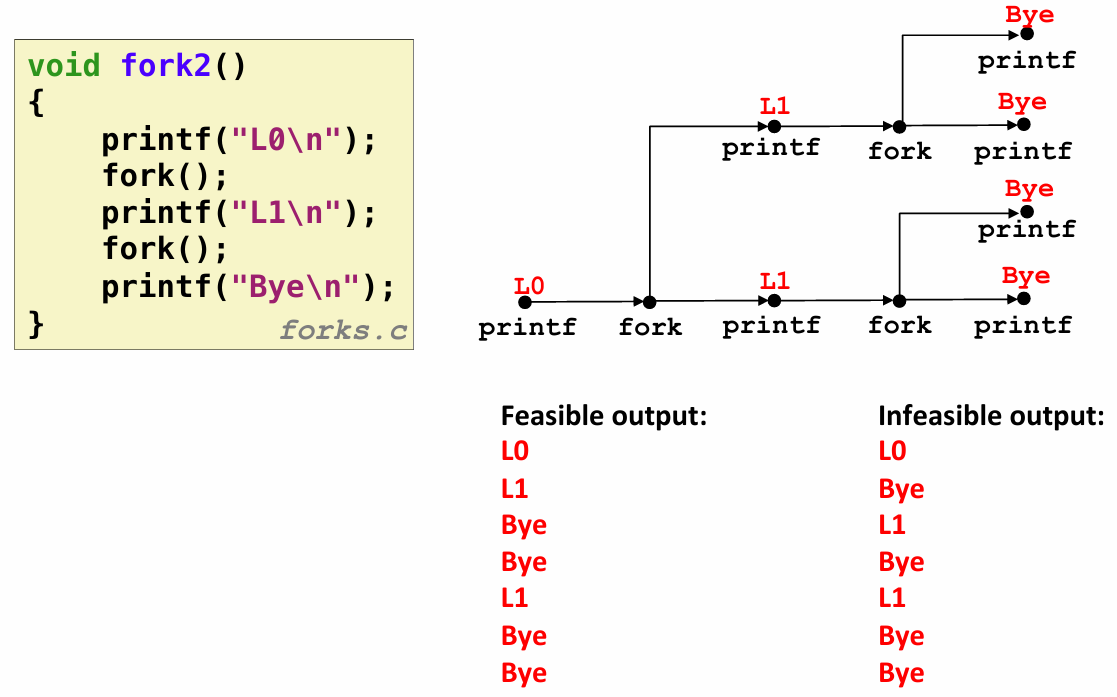 void fork2()
{
    printf("L0\n");
    fork();
    printf("L1\n");
    fork();
    printf("Bye\n");
}
forks.c
Bye
printf
L1
Bye
printf
fork
printf
Bye
printf
L0
L1
Bye
printf
fork
printf
fork
printf
Feasible output:
L0
L1
Bye
Bye
L1
Bye
Bye
Infeasible output:
L0
Bye
L1
Bye
L1
Bye
Bye